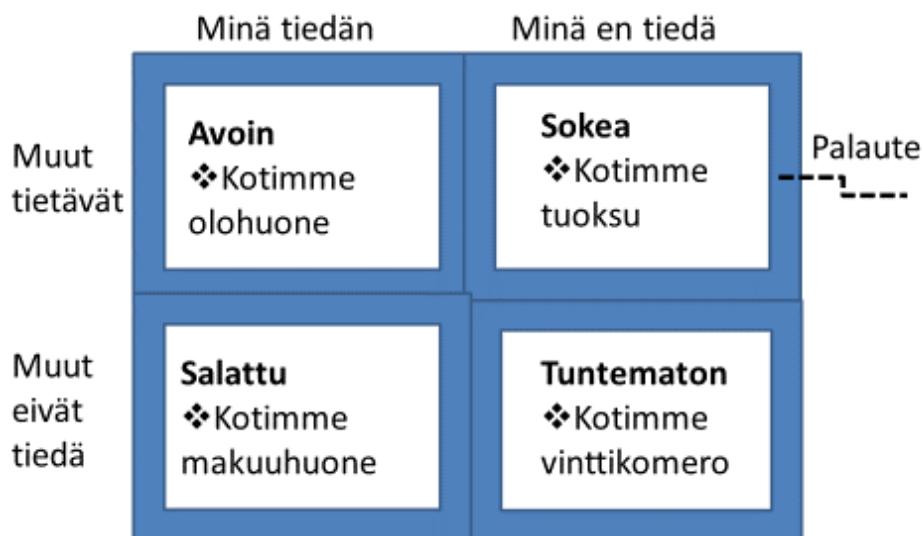 Minä tiedän
Minä en tiedä
Muut
tietävät
Avoin
❖Kotimme
olohuone
Sokea
❖Kotimme
tuoksu
Palaute
Muut
eivät
tiedä
Salattu
❖Kotimme
makuuhuone
Tuntematon
❖Kotimme
vinttikomero